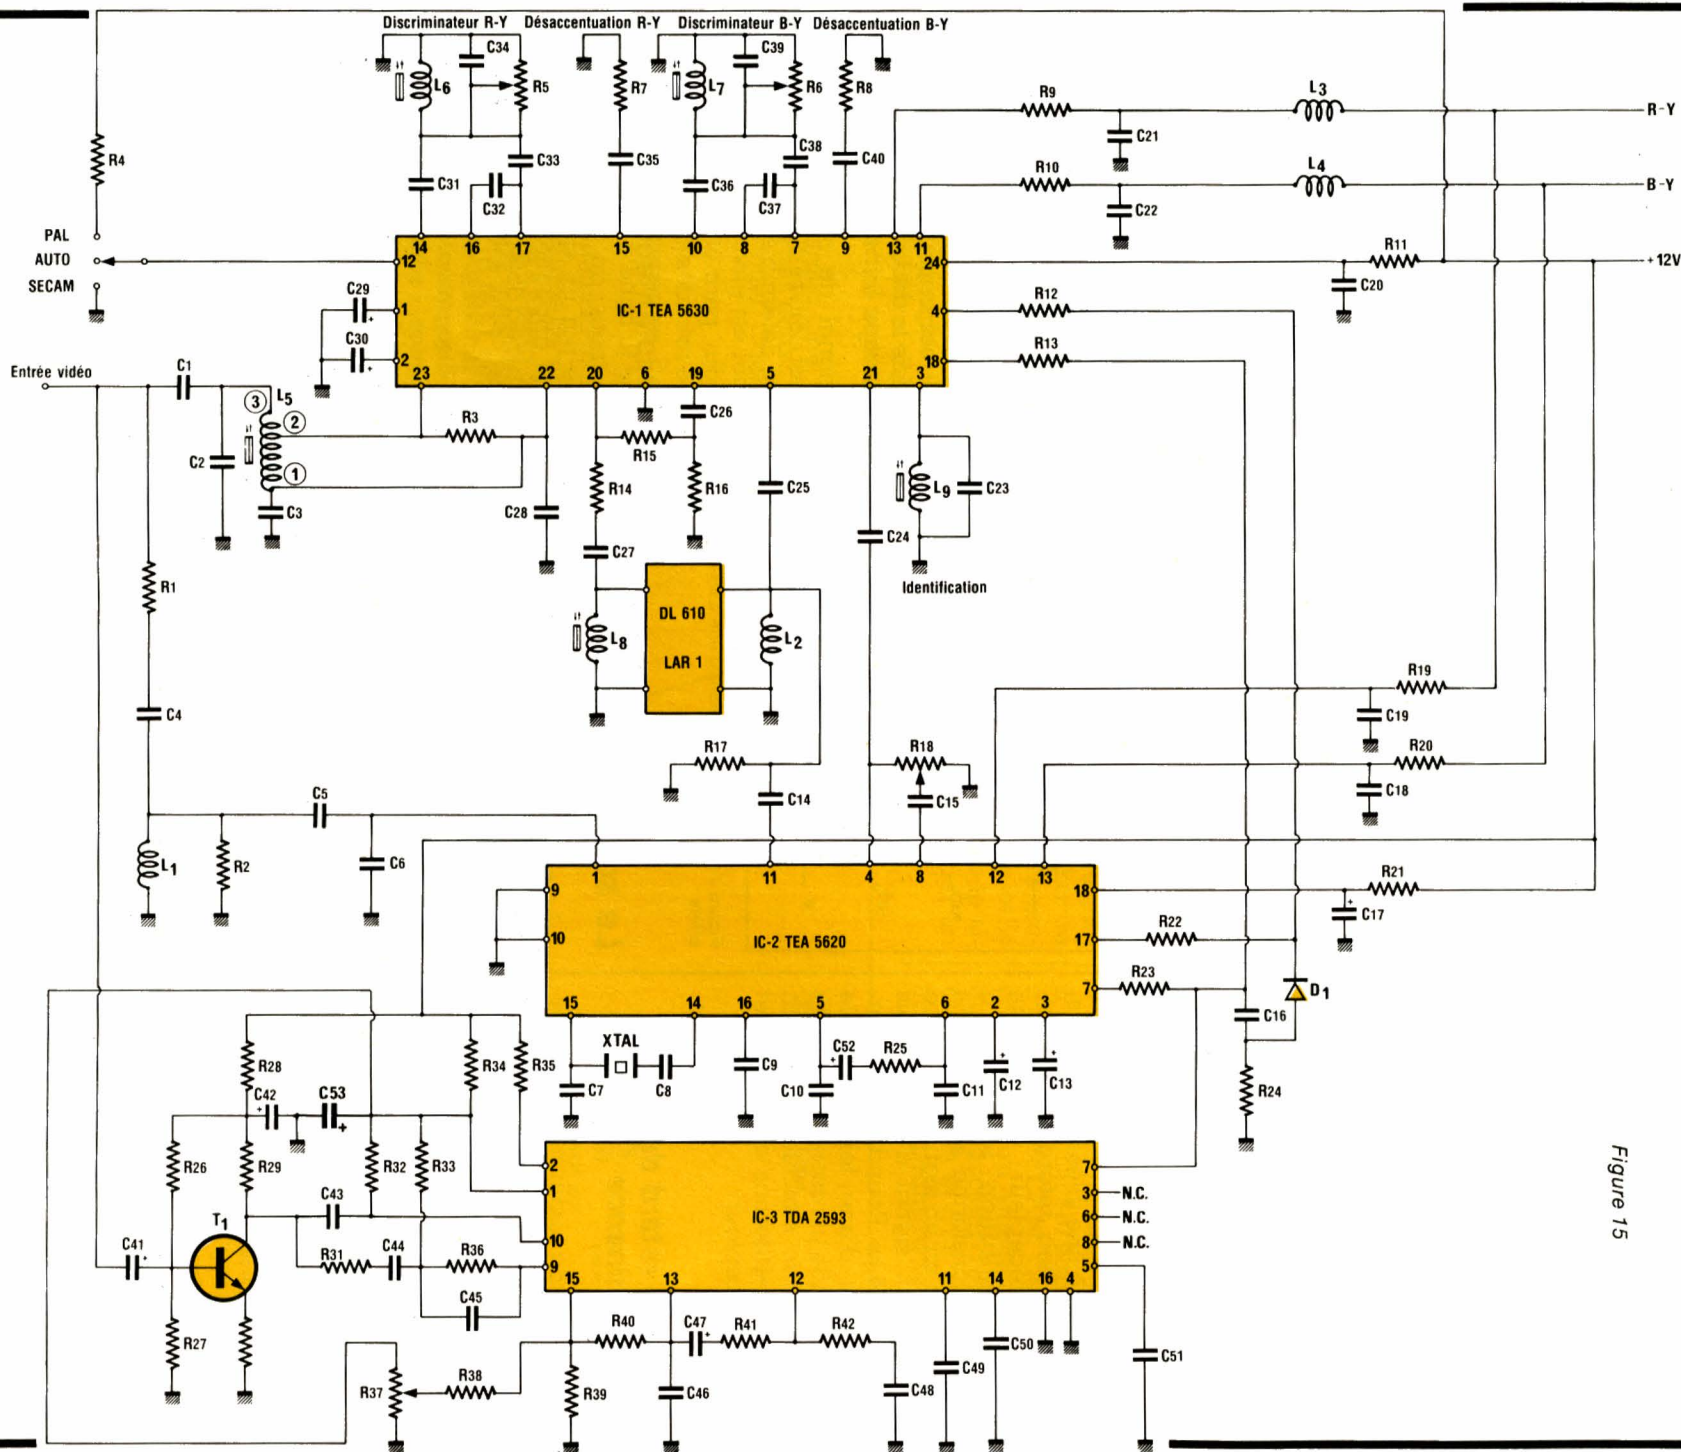 Discriminateur R-Y Désaccentuation R-Y Discriminateur B-Y Désaccentuation B-Y
C34 C39
L6 R5 R7 L7 R6 R8
R9 L3 R-Y
C21
R4 C33 C35 C38 C40
R10 L4 B-Y
C31 C32 C36 C37 C22
PAL
AUTO
SECAM
14 16 17 15 10 8 7 9 13 11
12 24 R11 +12V
C20
C29 + 1 IC-1 TEA 5630 4 R12
C30 + 2 18 R13
Entrée vidéo C1
23 22 20 6 19 5 21 3
3 L5 2 R3 C26
R15
C2 1 R14 R16 C25 L9 C23
C3 C28 C24
C27
R1 Identification
DL 610
L8 LAR 1 L2
R19
C4 C19
R17 R18 R20
C5 C14 C15 C18
L1 R2 C6
1 11 4 8 12 13
9 18 R21
+ C17
10 IC-2 TEA 5620 17 R22
7 R23
D1
15 14 16 5 6 2 3
C16
XTAL C52 R25
R28 R34 R35 C7 C8 C9 + C10 C11 + C12 + C13
C42 + C53 + R24
R26 R29 R32 R33
2 7
1 3 N.C.
C43 IC-3 TDA 2593 6 N.C.
T1 10 8 N.C.
C41 + R31 C44 R36 9 5
15 13 12 11 14 16 4
C45
R27 R40 C47 + R41 R42 C50 C51
R37 R38 R39 C46 C48 C49
Figure 15